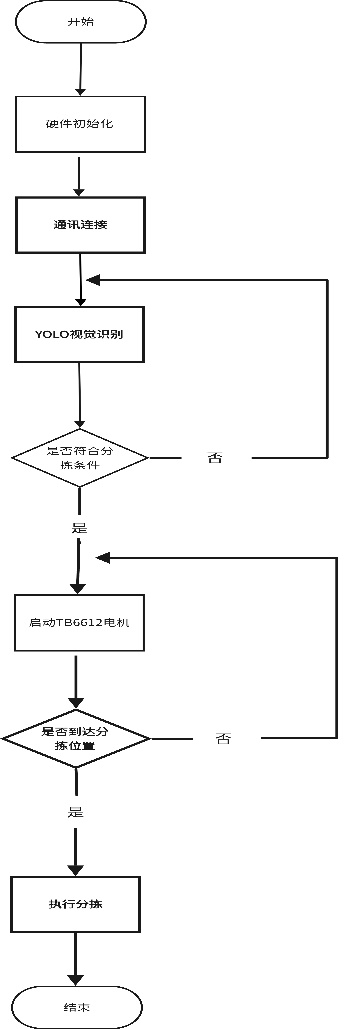 开始
硬件初始化
通讯连接
YOLO视觉识别
是否符合分
拣条件
否
是
启动TB6612电机
是否到达分
拣位置
否
是
执行分拣
结束